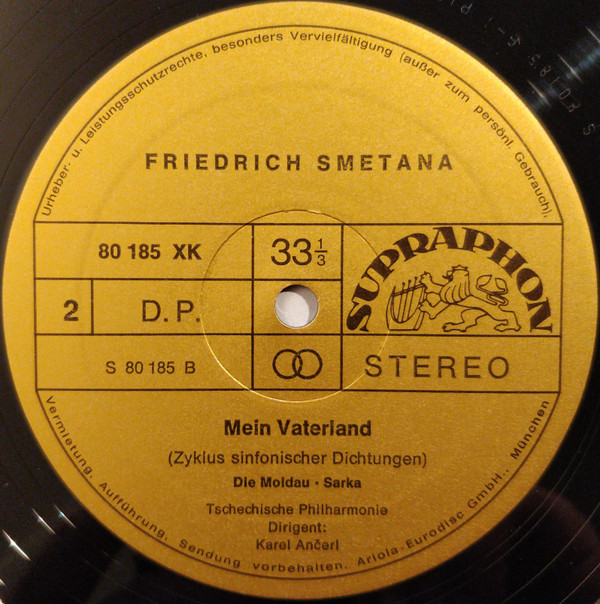 Urheber- u. Leistungsschutzrechte, besonders Vervielfältigung (außer zum persönl. Gebrauch),
FRIEDRICH SMETANA
80 185 XK
33 1/3
SUPRAPHON
2
D.P.
S 80 185 B
STEREO
Mein Vaterland
(Zyklus sinfonischer Dichtungen)
Die Moldau · Sarka
Tschechische Philharmonie
Dirigent:
Karel Ančerl
Vermietung, Aufführung, Sendung vorbehalten. Ariola-Eurodisc GmbH., München